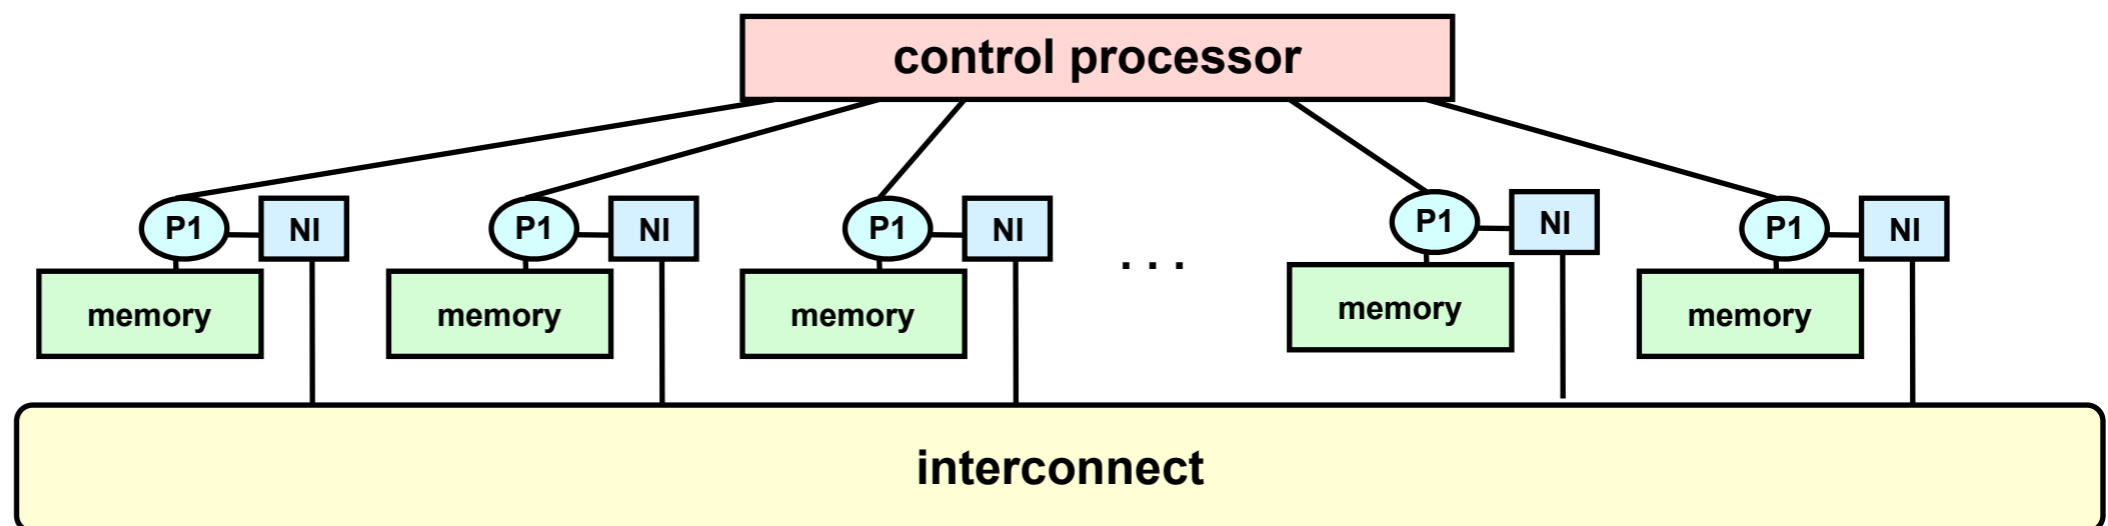 control processor
P1 NI P1 NI P1 NI . . . P1 NI P1 NI
memory memory memory memory memory
interconnect